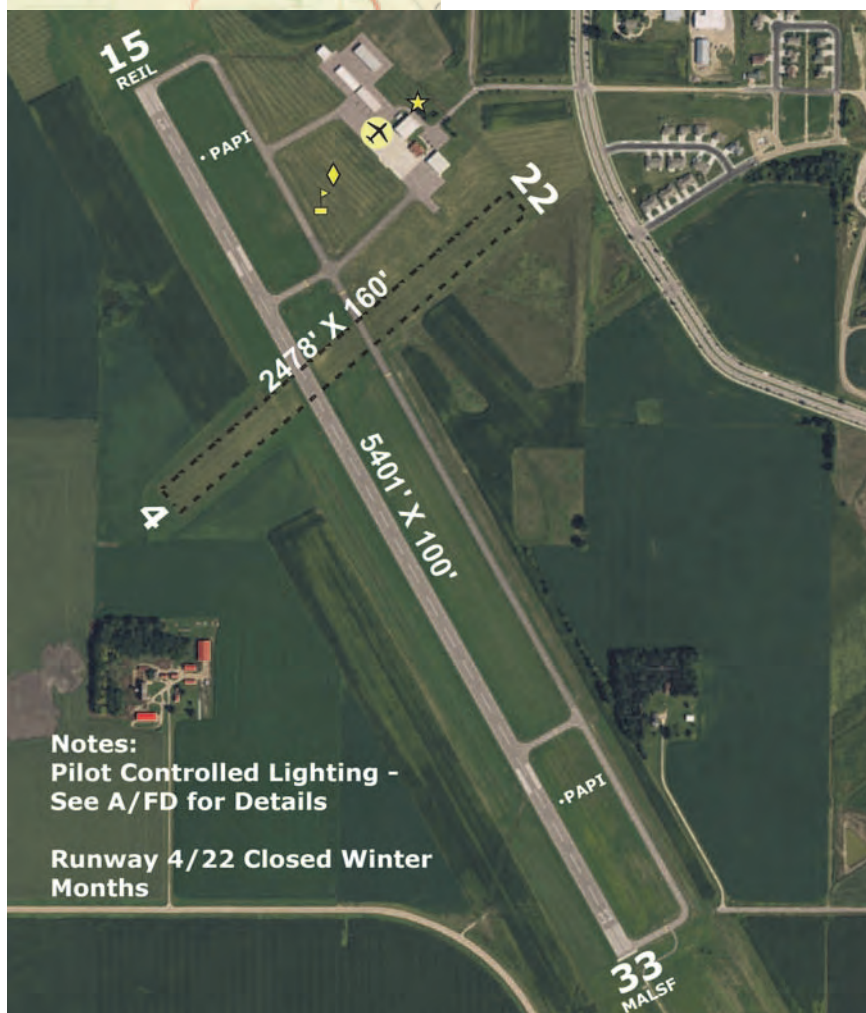 15
REIL
PAPI
22
2478' X 160'
5401' X 100'
4
Notes:
Pilot Controlled Lighting -
See A/FD for Details
Runway 4/22 Closed Winter
Months
PAPI
33
MALSF